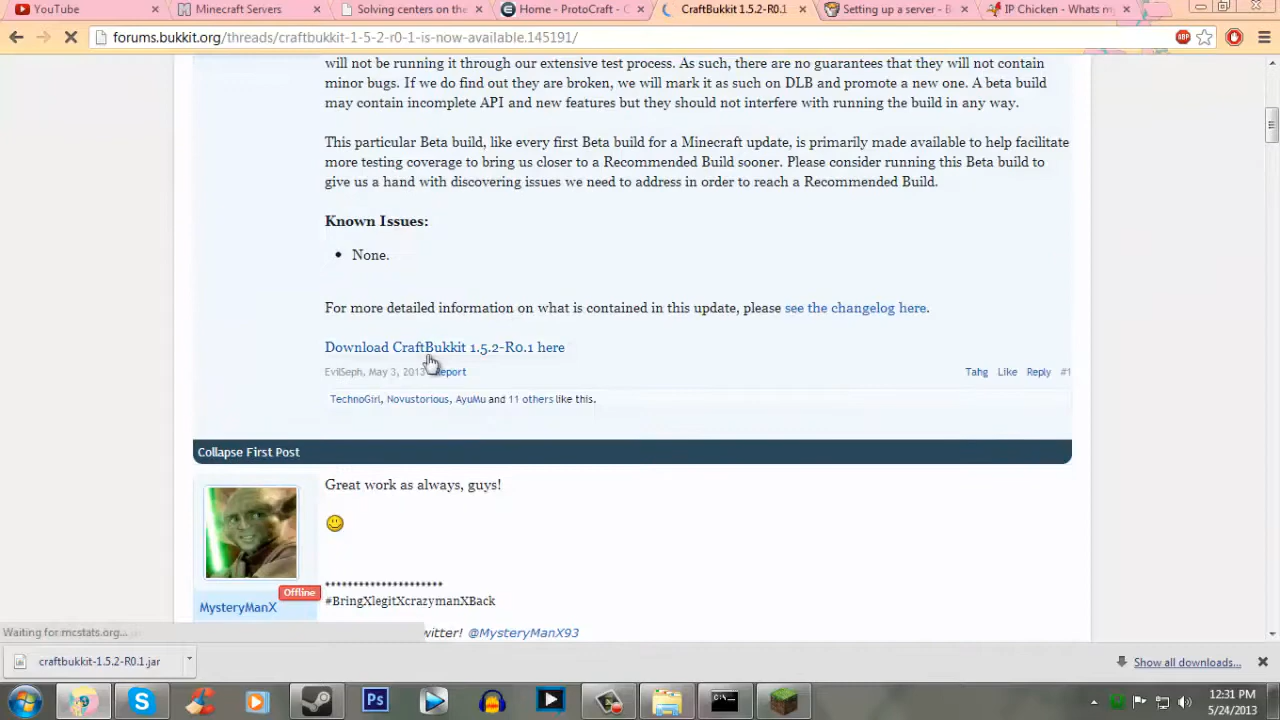 YouTube
Minecraft Servers
Solving centers on the
Home - ProtoCraft - 
CraftBukkit 1.5.2-R0.1
Setting up a server - B
IP Chicken - Whats m
forums.bukkit.org/threads/craftbukkit-1-5-2-r0-1-is-now-available.145191/
ABP
will not be running it through our extensive test process. As such, there are no guarantees that they will not contain
minor bugs. If we do find out they are broken, we will mark it as such on DLB and promote a new one. A beta build
may contain incomplete API and new features but they should not interfere with running the build in any way.
This particular Beta build, like every first Beta build for a Minecraft update, is primarily made available to help facilitate
more testing coverage to bring us closer to a Recommended Build sooner. Please consider running this Beta build to
give us a hand with discovering issues we need to address in order to reach a Recommended Build.
Known Issues:
None.
For more detailed information on what is contained in this update, please see the changelog here.
Download CraftBukkit 1.5.2-R0.1 here
EvilSeph, May 3, 2013 Report
Tahg Like Reply #1
TechnoGirl, Novustorious, AyuMu and 11 others like this.
Collapse First Post
Great work as always, guys!
*********************
#BringXlegitXcrazymanXBack
Offline
MysteryManX
witter! @MysteryManX93
Waiting for mcstats.org...
craftbukkit-1.5.2-R0.1.jar
Show all downloads...
Ps
12:31 PM
5/24/2013